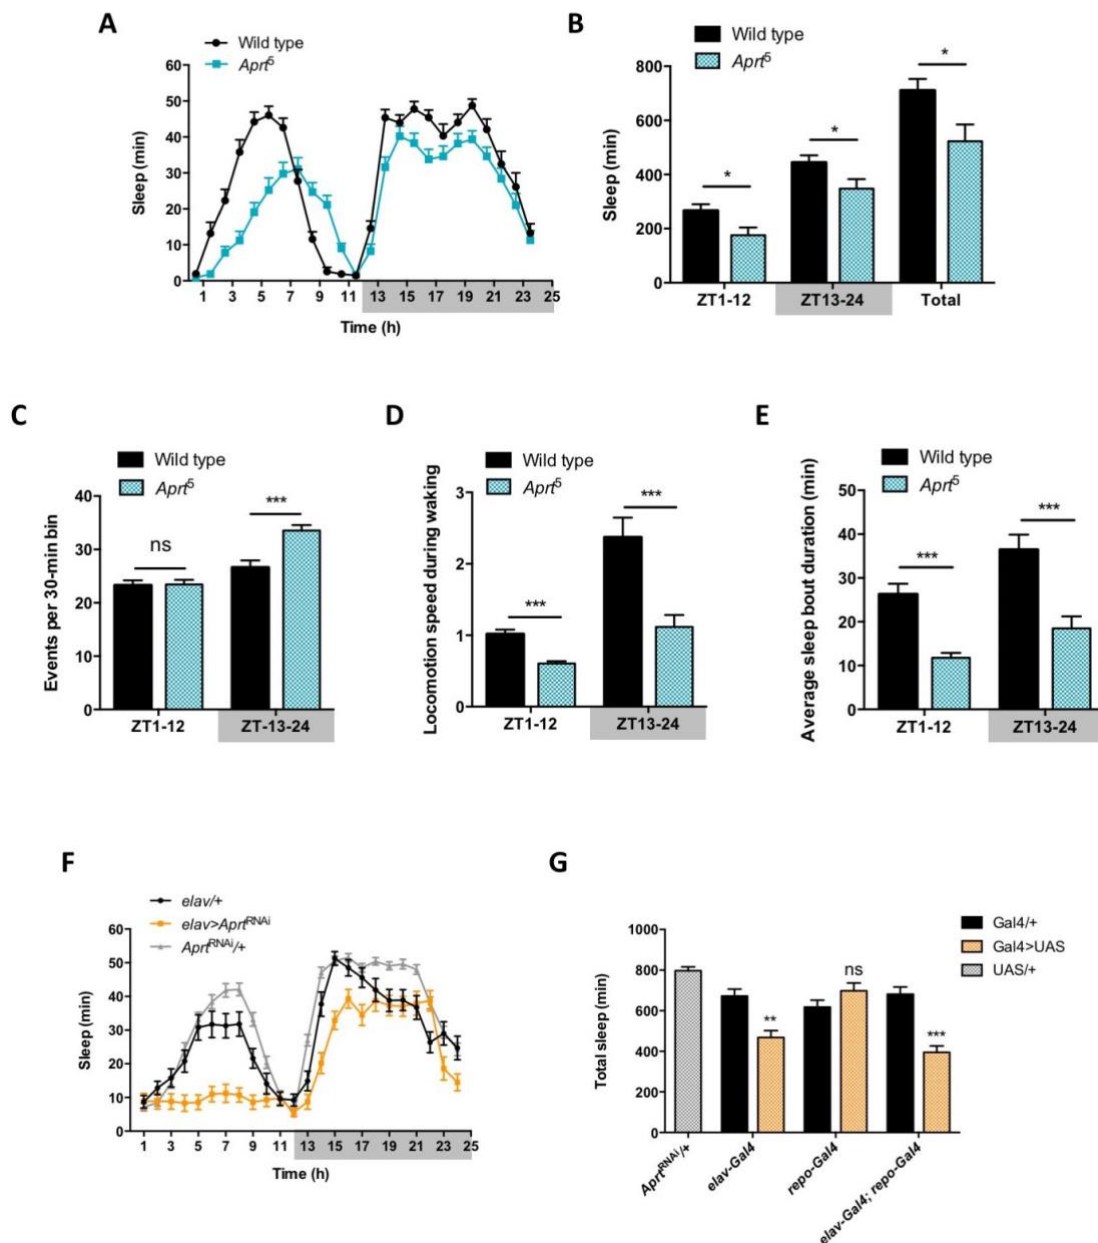 A
Wild type
Aprt⁵
60
50
40
30
20
10
0
Sleep (min)
1 3 5 7 9 11 13 15 17 19 21 23 25
Time (h)
B
Wild type
Aprt⁵
800
600
400
200
0
Sleep (min)
* * *
ZT1-12 ZT13-24 Total
C
Wild type
Aprt⁵
40
30
20
10
0
Events per 30-min bin
ns ***
ZT1-12 ZT-13-24
D
Wild type
Aprt⁵
3
2
1
0
Locomotion speed during waking
*** ***
ZT1-12 ZT13-24
E
Wild type
Aprt⁵
50
40
30
20
10
0
Average sleep bout duration (min)
*** ***
ZT1-12 ZT13-24
F
elav/+
elav>Aprtᴿᴺᴬⁱ
Aprtᴿᴺᴬⁱ/+
60
50
40
30
20
10
0
Sleep (min)
1 3 5 7 9 11 13 15 17 19 21 23 25
Time (h)
G
Gal4/+
Gal4>UAS
UAS/+
1000
800
600
400
200
0
Total sleep (min)
** ns ***
Aprtᴿᴺᴬⁱ/+
elav-Gal4
repo-Gal4
elav-Gal4; repo-Gal4